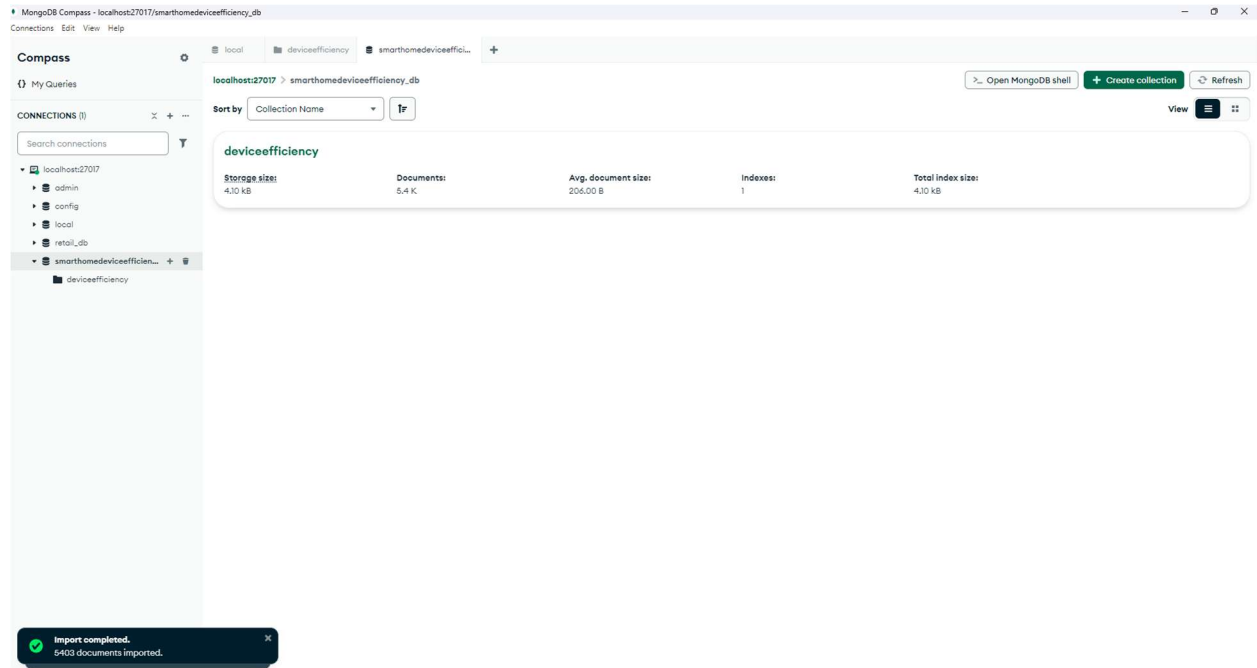 MongoDB Compass - localhost:27017/smarthomedeviceefficiency_db
Connections Edit View Help
Compass
My Queries
CONNECTIONS (1)
Search connections
localhost:27017
admin
config
local
retail_db
smarthomedeviceefficien...
deviceefficiency
local deviceefficiency smarthomedeviceeffici...
localhost:27017 > smarthomedeviceefficiency_db
>_ Open MongoDB shell + Create collection Refresh
Sort by Collection Name View
deviceefficiency
Storage size: Documents: Avg. document size: Indexes: Total index size:
4.10 kB 5.4 K 206.00 B 1 4.10 kB
Import completed.
5403 documents imported.